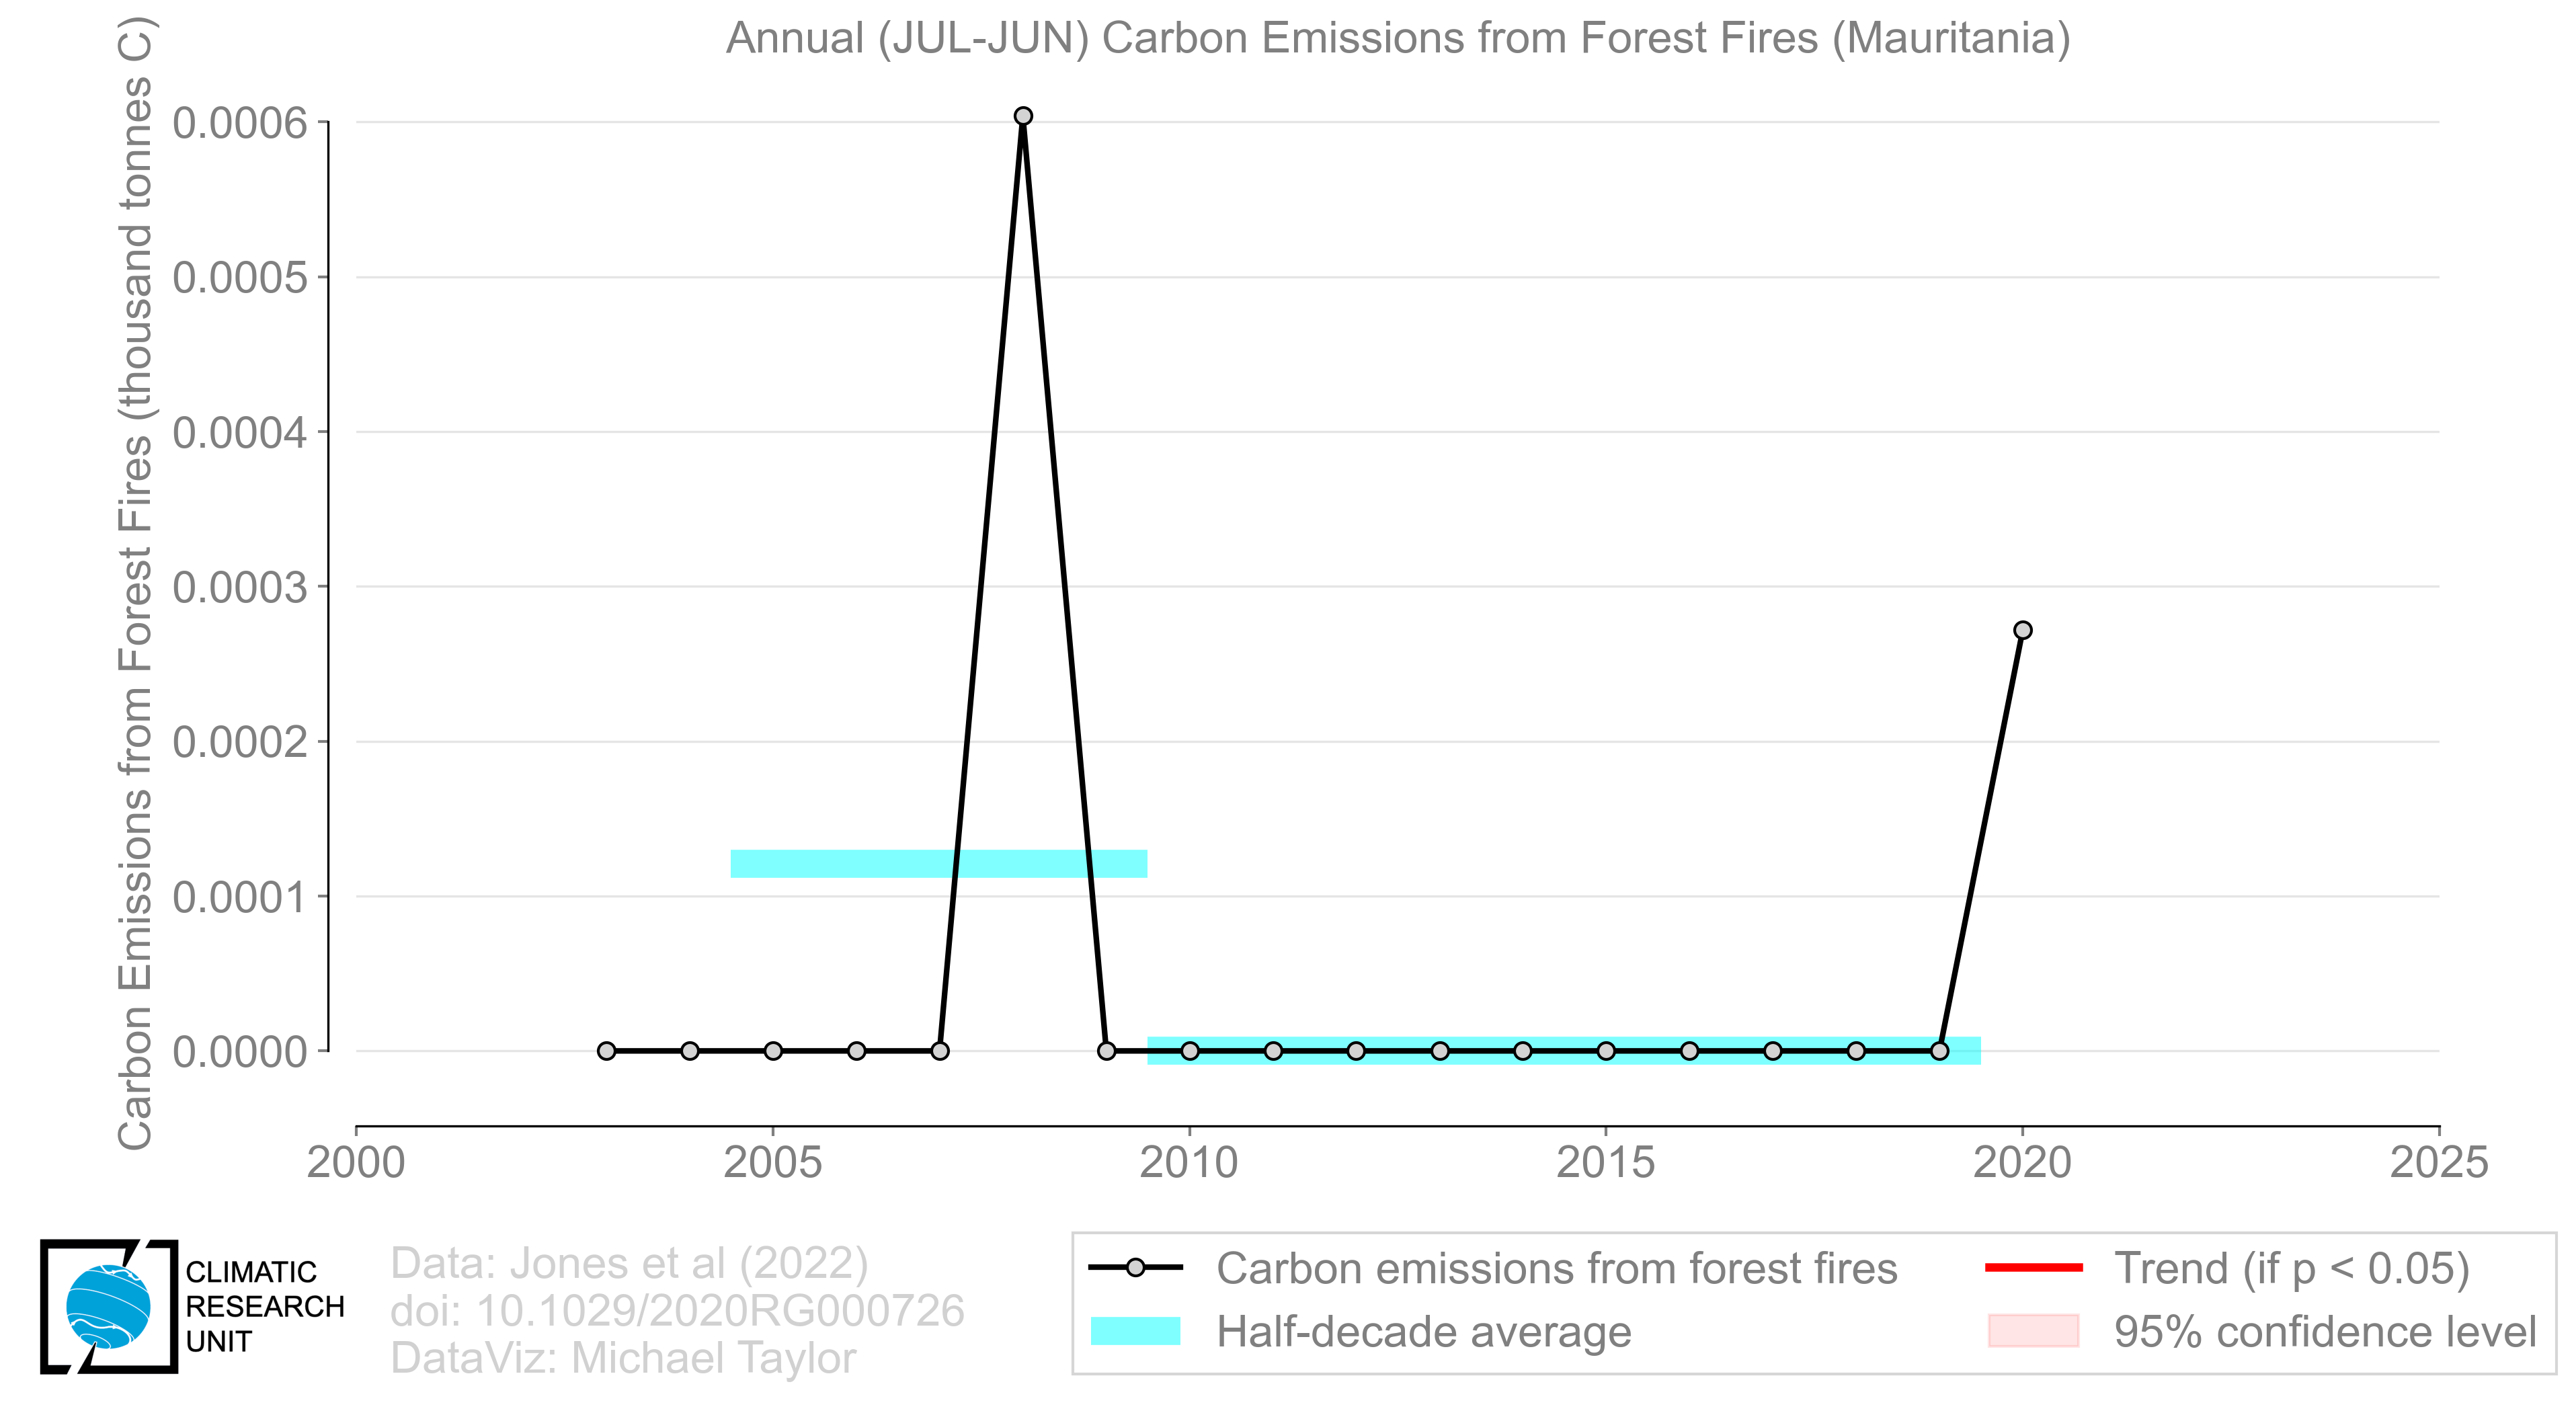 Annual (JUL-JUN) Carbon Emissions from Forest Fires (Mauritania)
Carbon Emissions from Forest Fires (thousand tonnes C)
0.0006
0.0005
0.0004
0.0003
0.0002
0.0001
0.0000
2000 2005 2010 2015 2020 2025
CLIMATIC
RESEARCH
UNIT
Data: Jones et al (2022)
doi: 10.1029/2020RG000726
DataViz: Michael Taylor
Carbon emissions from forest fires
Half-decade average
Trend (if p < 0.05)
95% confidence level